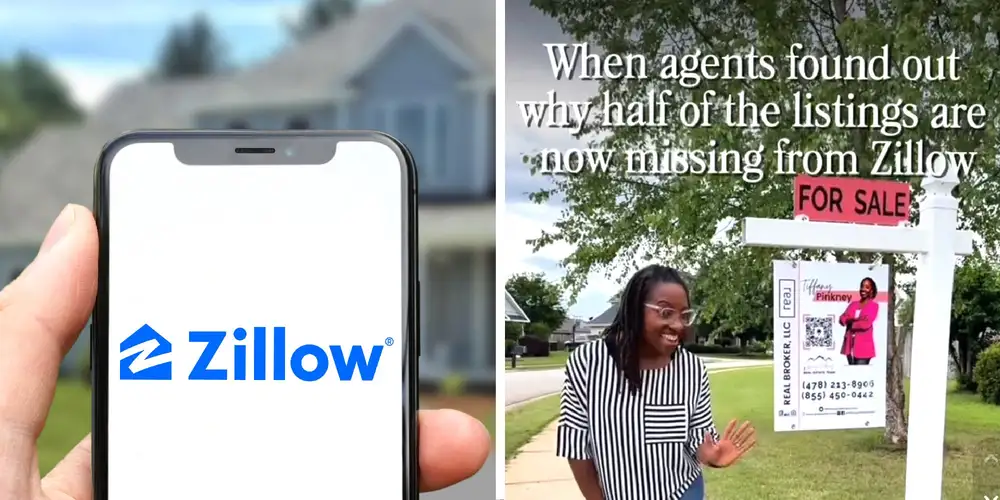 Zillow®
When agents found out
why half of the listings are
now missing from Zillow
FOR SALE
real
REAL BROKER, LLC
Tiffany
Pinkney
(478) 213-8906
(855) 450-0442